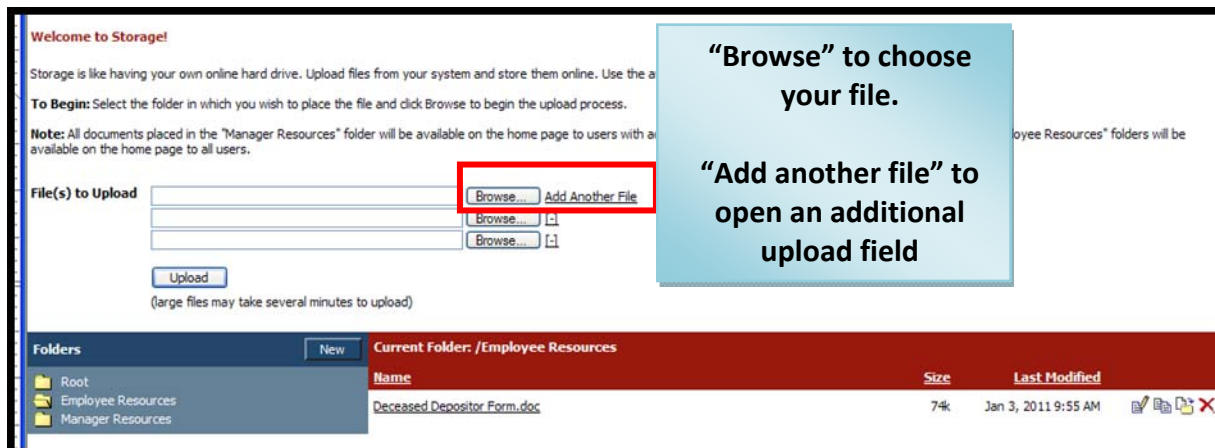 Welcome to Storage!
Storage is like having your own online hard drive. Upload files from your system and store them online. Use the a
To Begin: Select the folder in which you wish to place the file and click Browse to begin the upload process.
Note: All documents placed in the "Manager Resources" folder will be available on the home page to users with a
oyee Resources" folders will be
available on the home page to all users.
“Browse” to choose
your file.
“Add another file” to
open an additional
upload field
File(s) to Upload Browse... Add Another File
Browse... [-]
Browse... [-]
Upload
(large files may take several minutes to upload)
Folders New
Root
Employee Resources
Manager Resources
Current Folder: /Employee Resources
Name Size Last Modified
Deceased Depositor Form.doc 74k Jan 3, 2011 9:55 AM